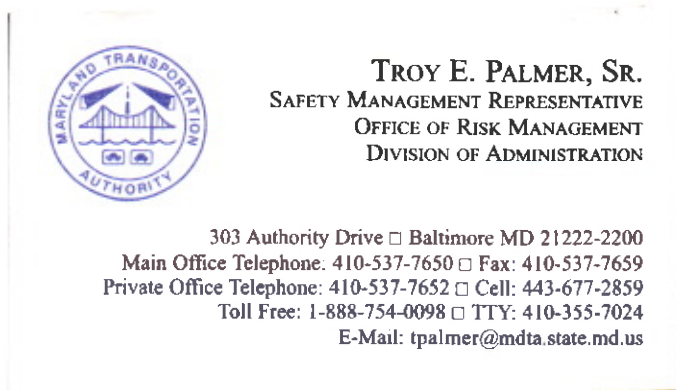 MARYLAND TRANSPORTATION
AUTHORITY
TROY E. PALMER, SR.
SAFETY MANAGEMENT REPRESENTATIVE
OFFICE OF RISK MANAGEMENT
DIVISION OF ADMINISTRATION
303 Authority Drive □ Baltimore MD 21222-2200
Main Office Telephone: 410-537-7650 □ Fax: 410-537-7659
Private Office Telephone: 410-537-7652 □ Cell: 443-677-2859
Toll Free: 1-888-754-0098 □ TTY: 410-355-7024
E-Mail: tpalmer@mdta.state.md.us